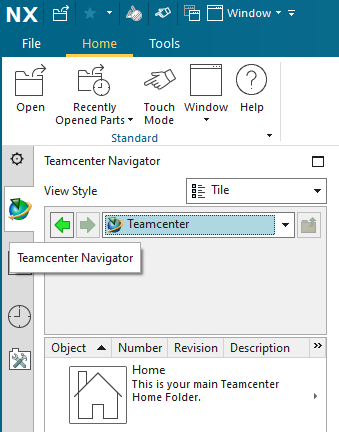 NX Window
File Home Tools
Open Recently Opened Parts Touch Mode Window Help
Standard
Teamcenter Navigator
View Style Tile
Teamcenter
Teamcenter Navigator
Object Number Revision Description »
Home
This is your main Teamcenter
Home Folder.